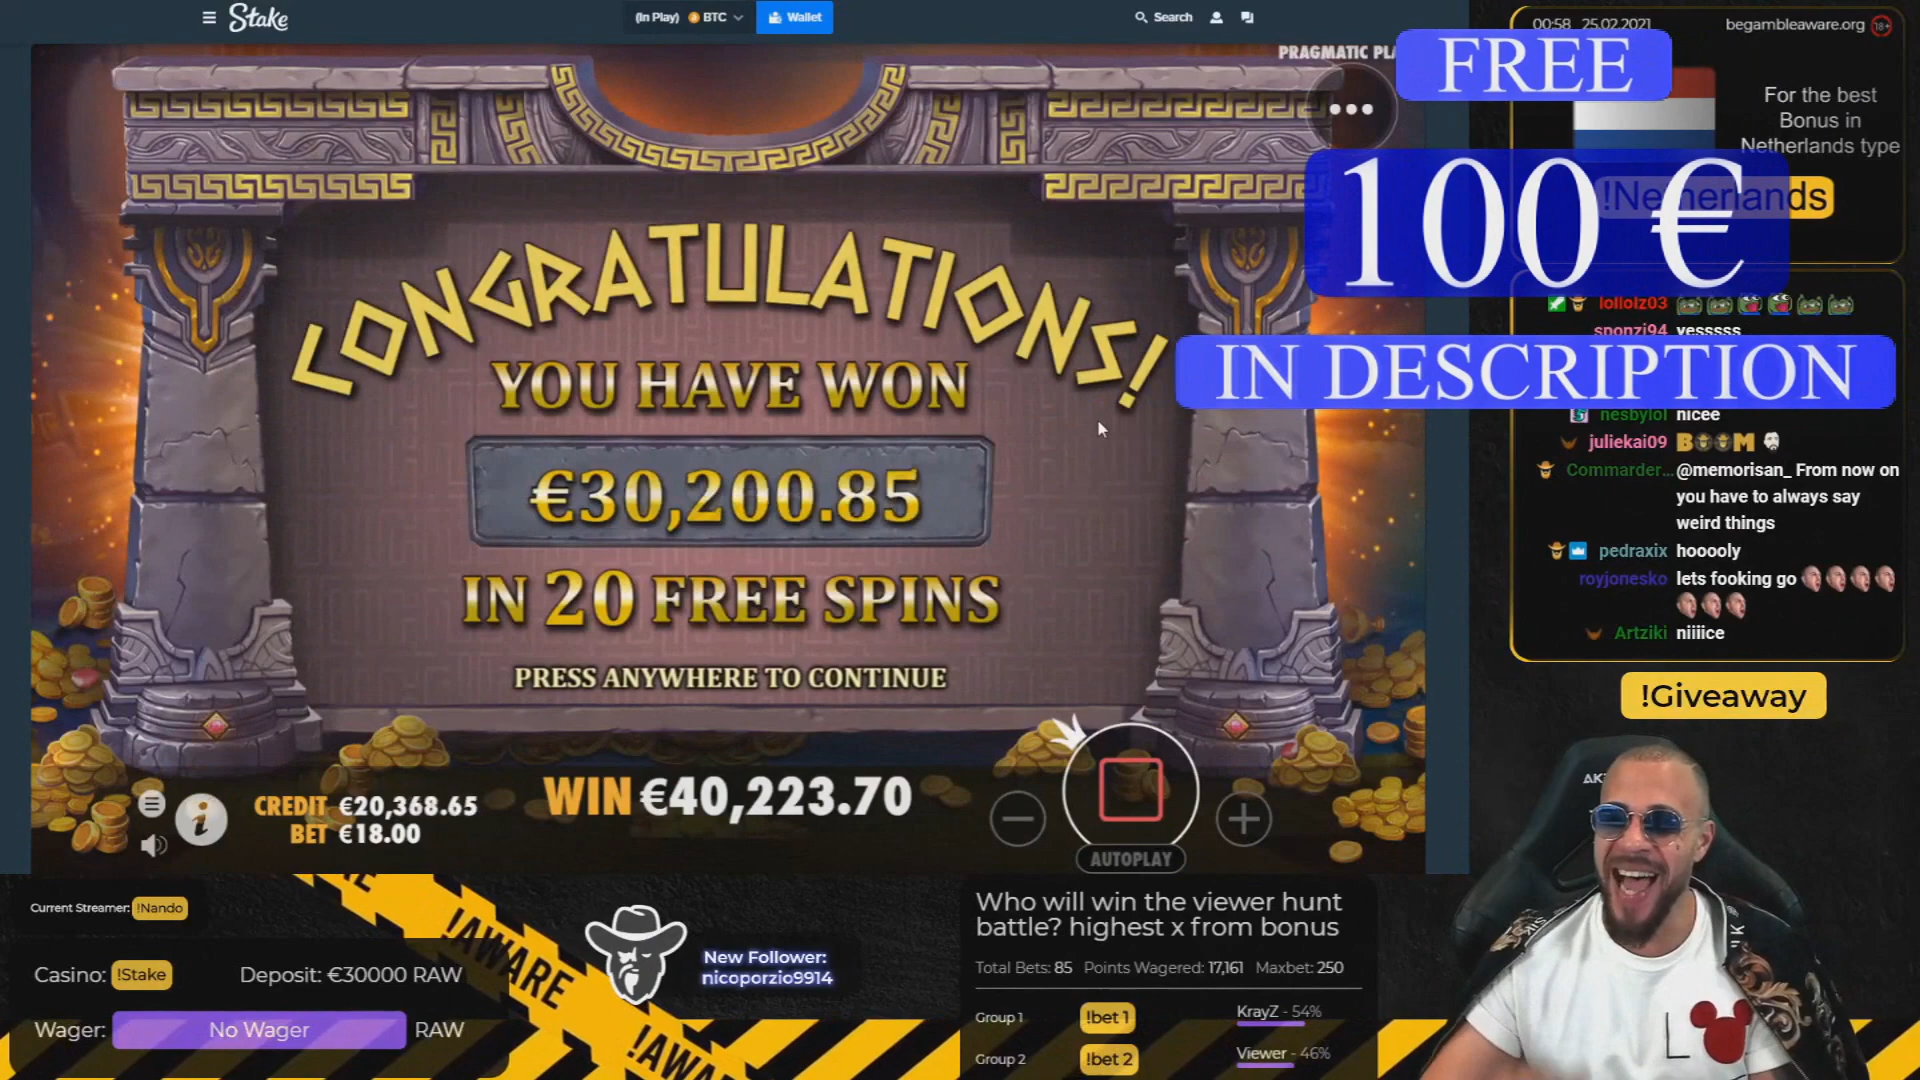 Stake
(In Play) BTC
Wallet
Search
PRAGMATIC PLA
FREE
100 €
IN DESCRIPTION
00:58 25.02.2021
begambleaware.org 18+
For the best
Bonus in
Netherlands type
!Netherlands
CONGRATULATIONS!
YOU HAVE WON
€30,200.85
IN 20 FREE SPINS
PRESS ANYWHERE TO CONTINUE
CREDIT €20,368.65
BET €18.00
WIN €40,223.70
AUTOPLAY
lollolz03
sponzi94 yesssss
nesbylol nicee
juliekai09 BOOM
Commarder... @memorisan_ From now on
you have to always say
weird things
pedraxix hooooly
royjonesko lets fooking go
Artziki niiiice
!Giveaway
Current Streamer: !Nando
Casino: !Stake
Deposit: €30000 RAW
Wager: No Wager RAW
!AWARE
!AWA
New Follower:
nicoporzio9914
Who will win the viewer hunt
battle? highest x from bonus
Total Bets: 85 Points Wagered: 17,161 Maxbet: 250
Group 1 !bet 1 KrayZ - 54%
Group 2 !bet 2 Viewer - 46%
AK
L